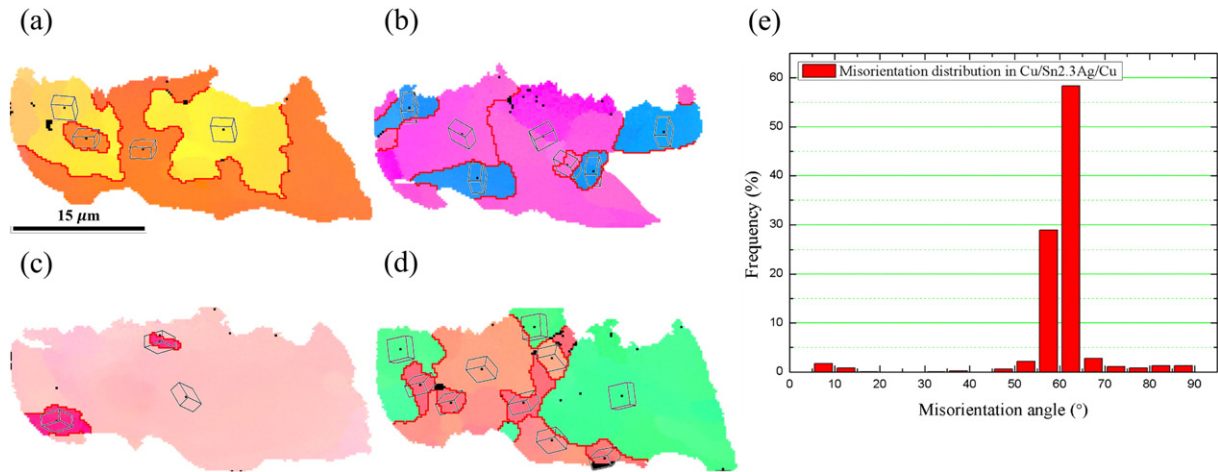 (a)
(b)
(e)
15 μm
(c)
(d)
Misorientation distribution in Cu/Sn2.3Ag/Cu
Frequency (%)
60
50
40
30
20
10
0
0 10 20 30 40 50 60 70 80 90
Misorientation angle (°)